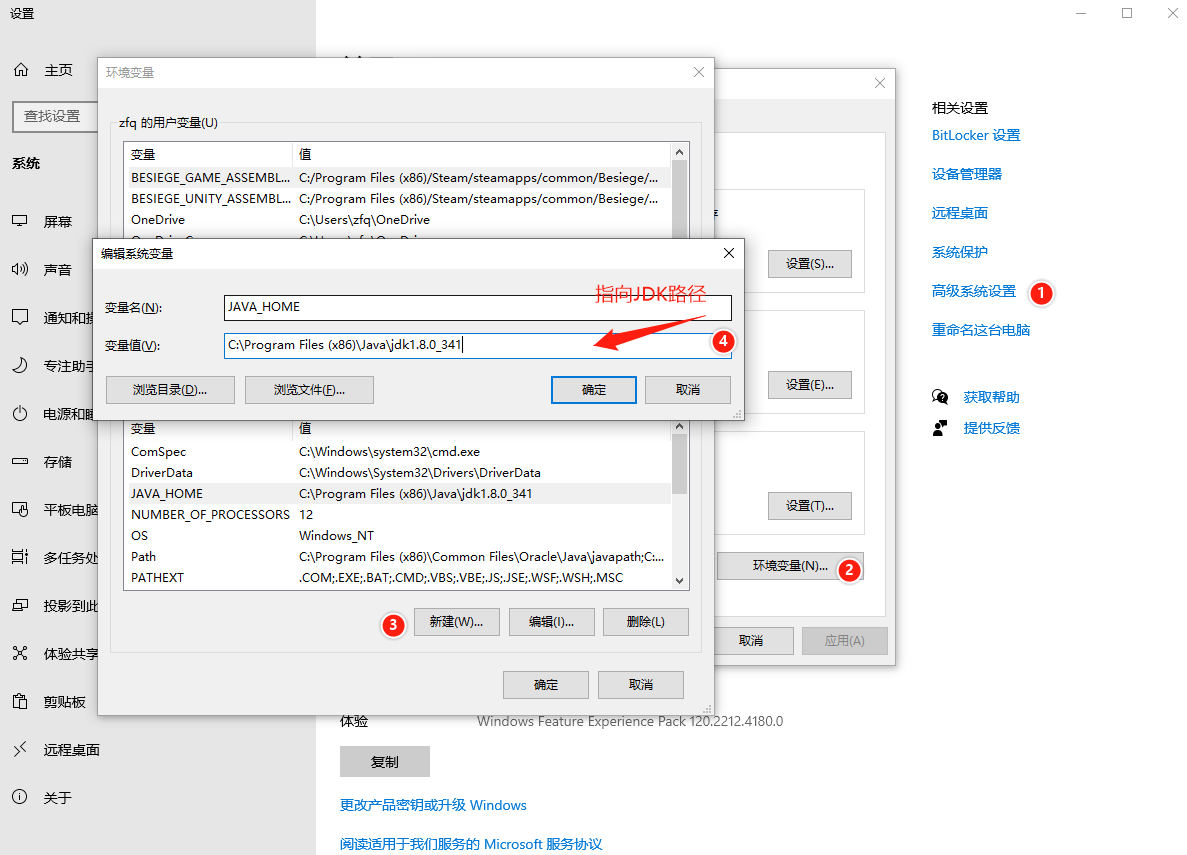 设置
主页
查找设置
系统
屏幕
声音
通知和
专注助手
电源和
存储
平板电脑
多任务处
投影到此
体验共享
剪贴板
远程桌面
关于
环境变量
zfq 的用户变量(U)
变量 值
BESIEGE_GAME_ASSEMBL... C:/Program Files (x86)/Steam/steamapps/common/Besiege/...
BESIEGE_UNITY_ASSEMBL... C:/Program Files (x86)/Steam/steamapps/common/Besiege/...
OneDrive C:\Users\zfq\OneDrive
编辑系统变量
变量名(N): JAVA_HOME
指向JDK路径
变量值(V): C:\Program Files (x86)\Java\jdk1.8.0_341
4
浏览目录(D)... 浏览文件(F)... 确定 取消
变量 值
ComSpec C:\Windows\system32\cmd.exe
DriverData C:\Windows\System32\Drivers\DriverData
JAVA_HOME C:\Program Files (x86)\Java\jdk1.8.0_341
NUMBER_OF_PROCESSORS 12
OS Windows_NT
Path C:\Program Files (x86)\Common Files\Oracle\Java\javapath;C:...
PATHEXT .COM;.EXE;.BAT;.CMD;.VBS;.VBE;.JS;.JSE;.WSF;.WSH;.MSC
3 新建(W)... 编辑(I)... 删除(L)
确定 取消
设置(S)...
设置(E)...
设置(T)...
环境变量(N)... 2
取消 应用(A)
体验 Windows Feature Experience Pack 120.2212.4180.0
复制
更改产品密钥或升级 Windows
阅读适用于我们服务的 Microsoft 服务协议
相关设置
BitLocker 设置
设备管理器
远程桌面
系统保护
高级系统设置 1
重命名这台电脑
获取帮助
提供反馈